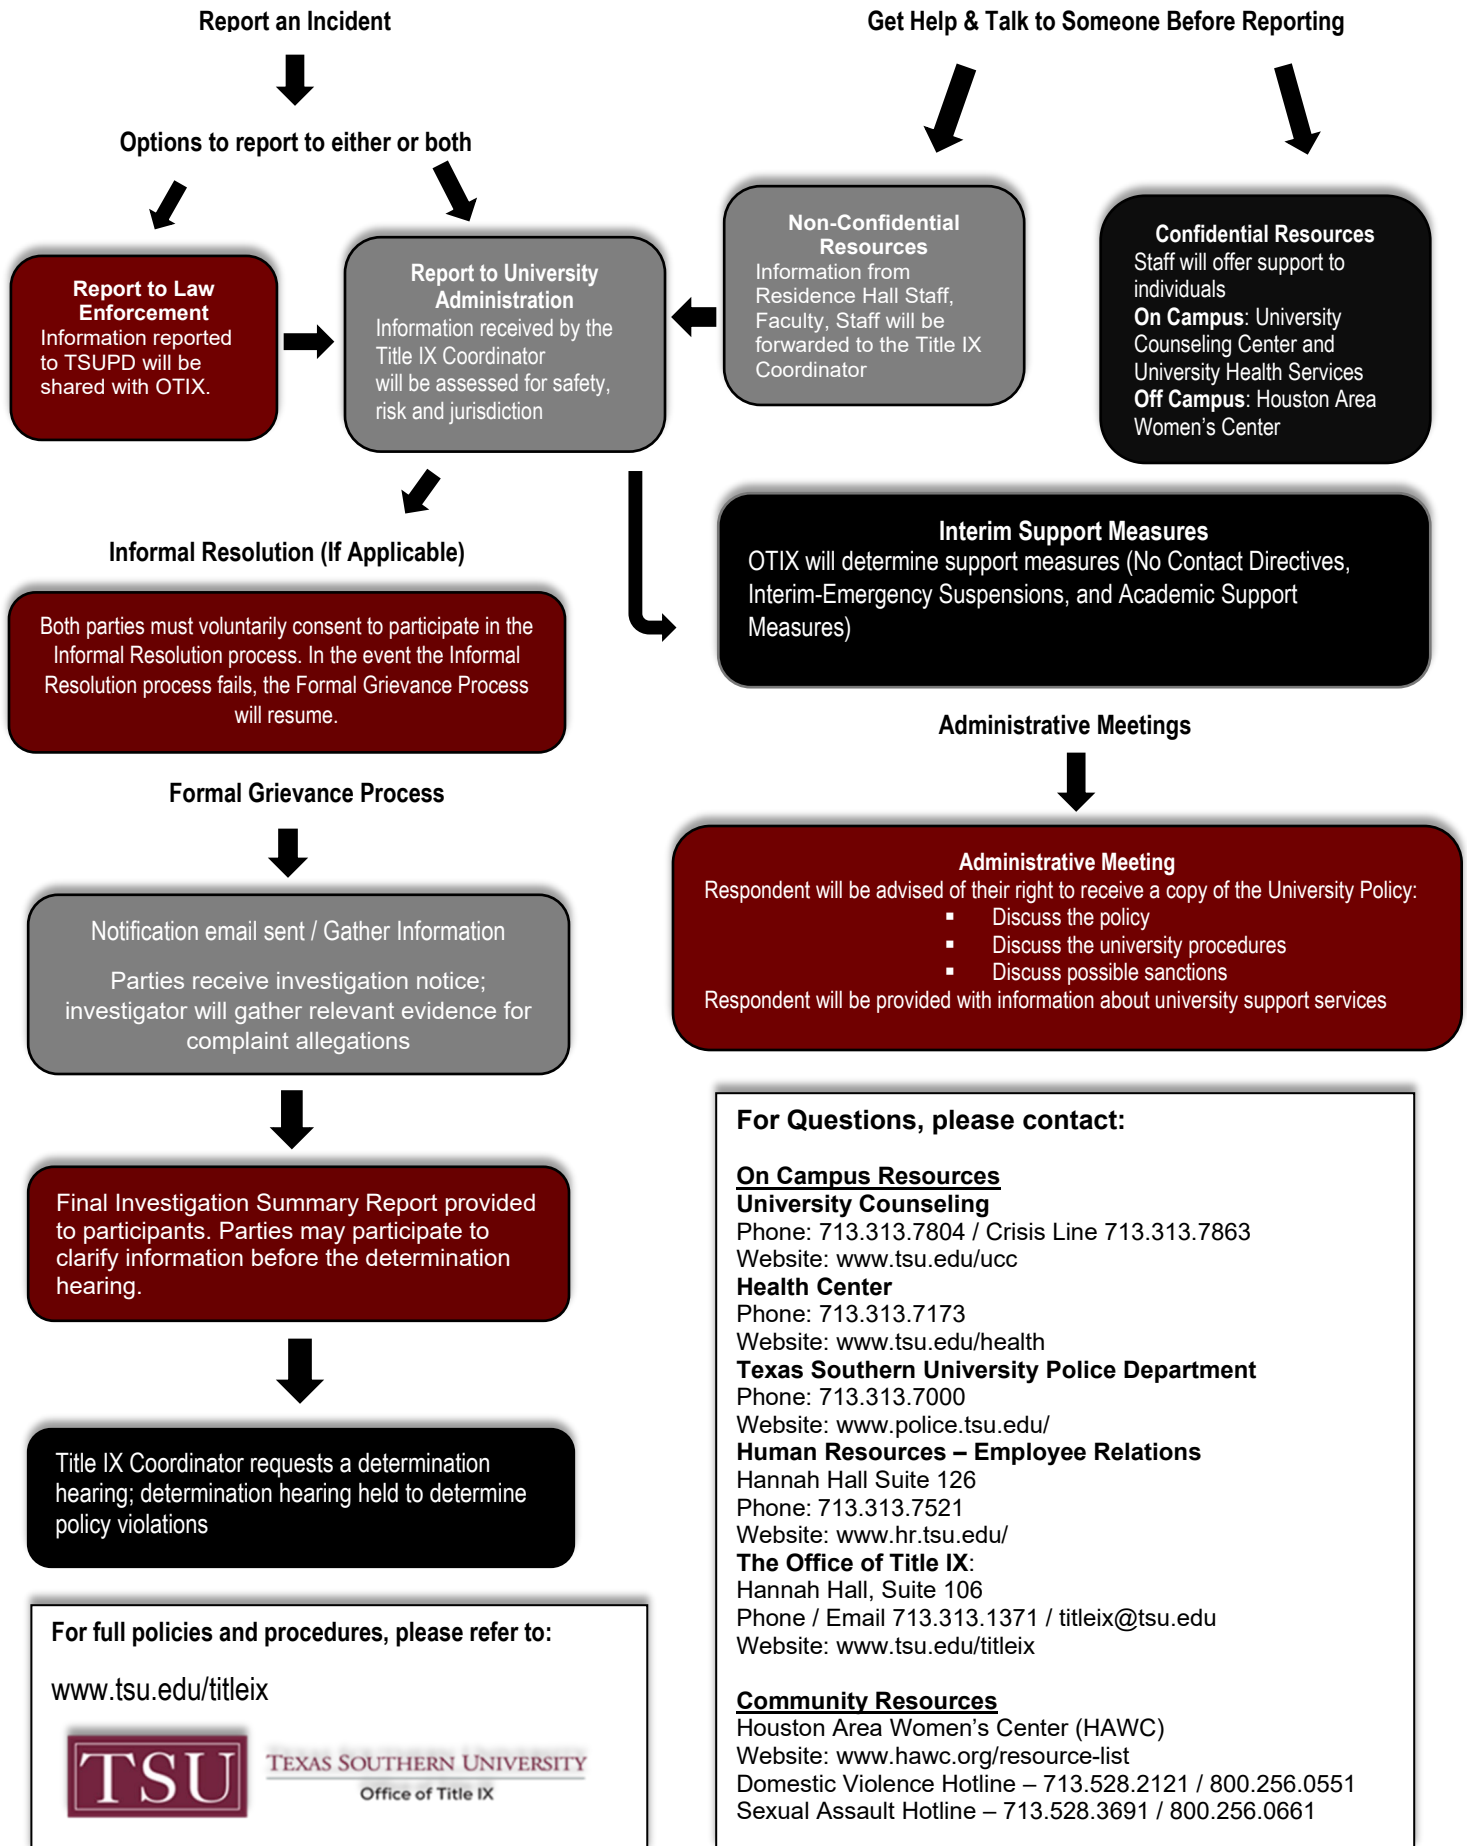 Report an Incident
Options to report to either or both
Report to Law
Enforcement
Information reported
to TSUPD will be
shared with OTIX.
Report to University
Administration
Information received by the
Title IX Coordinator
will be assessed for safety,
risk and jurisdiction
Get Help & Talk to Someone Before Reporting
Non-Confidential
Resources
Information from
Residence Hall Staff,
Faculty, Staff will be
forwarded to the Title IX
Coordinator
Confidential Resources
Staff will offer support to
individuals
On Campus: University
Counseling Center and
University Health Services
Off Campus: Houston Area
Women's Center
Interim Support Measures
OTIX will determine support measures (No Contact Directives,
Interim-Emergency Suspensions, and Academic Support
Measures)
Informal Resolution (If Applicable)
Both parties must voluntarily consent to participate in the
Informal Resolution process. In the event the Informal
Resolution process fails, the Formal Grievance Process
will resume.
Formal Grievance Process
Notification email sent / Gather Information
Parties receive investigation notice;
investigator will gather relevant evidence for
complaint allegations
Final Investigation Summary Report provided
to participants. Parties may participate to
clarify information before the determination
hearing.
Title IX Coordinator requests a determination
hearing; determination hearing held to determine
policy violations
Administrative Meetings
Administrative Meeting
Respondent will be advised of their right to receive a copy of the University Policy:
▪ Discuss the policy
▪ Discuss the university procedures
▪ Discuss possible sanctions
Respondent will be provided with information about university support services
For full policies and procedures, please refer to:
www.tsu.edu/titleix
TSU
TEXAS SOUTHERN UNIVERSITY
Office of Title IX
For Questions, please contact:
On Campus Resources
University Counseling
Phone: 713.313.7804 / Crisis Line 713.313.7863
Website: www.tsu.edu/ucc
Health Center
Phone: 713.313.7173
Website: www.tsu.edu/health
Texas Southern University Police Department
Phone: 713.313.7000
Website: www.police.tsu.edu/
Human Resources – Employee Relations
Hannah Hall Suite 126
Phone: 713.313.7521
Website: www.hr.tsu.edu/
The Office of Title IX:
Hannah Hall, Suite 106
Phone / Email 713.313.1371 / titleix@tsu.edu
Website: www.tsu.edu/titleix
Community Resources
Houston Area Women's Center (HAWC)
Website: www.hawc.org/resource-list
Domestic Violence Hotline – 713.528.2121 / 800.256.0551
Sexual Assault Hotline – 713.528.3691 / 800.256.0661